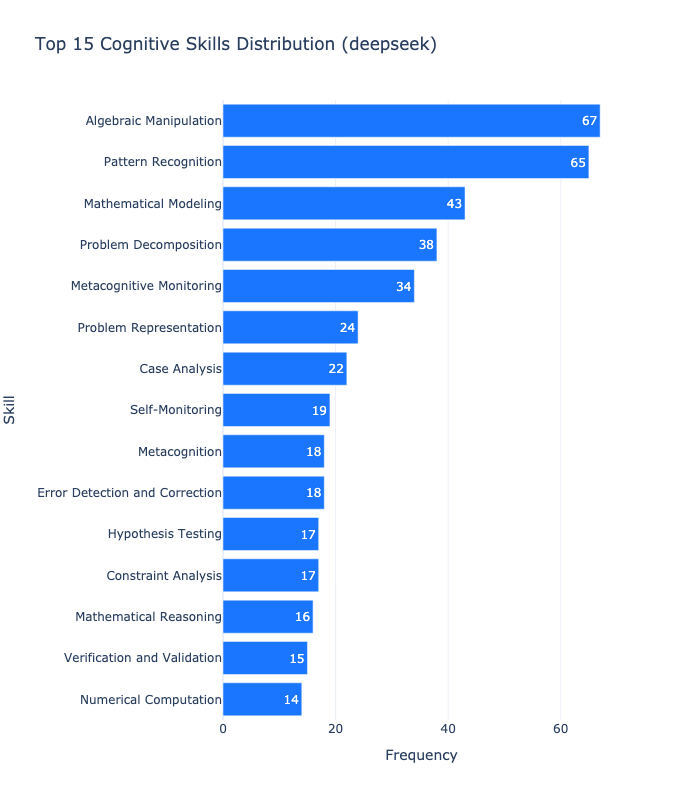 Top 15 Cognitive Skills Distribution (deepseek)
Algebraic Manipulation 67
Pattern Recognition 65
Mathematical Modeling 43
Problem Decomposition 38
Metacognitive Monitoring 34
Problem Representation 24
Case Analysis 22
Self-Monitoring 19
Metacognition 18
Error Detection and Correction 18
Hypothesis Testing 17
Constraint Analysis 17
Mathematical Reasoning 16
Verification and Validation 15
Numerical Computation 14
Skill
0 20 40 60
Frequency